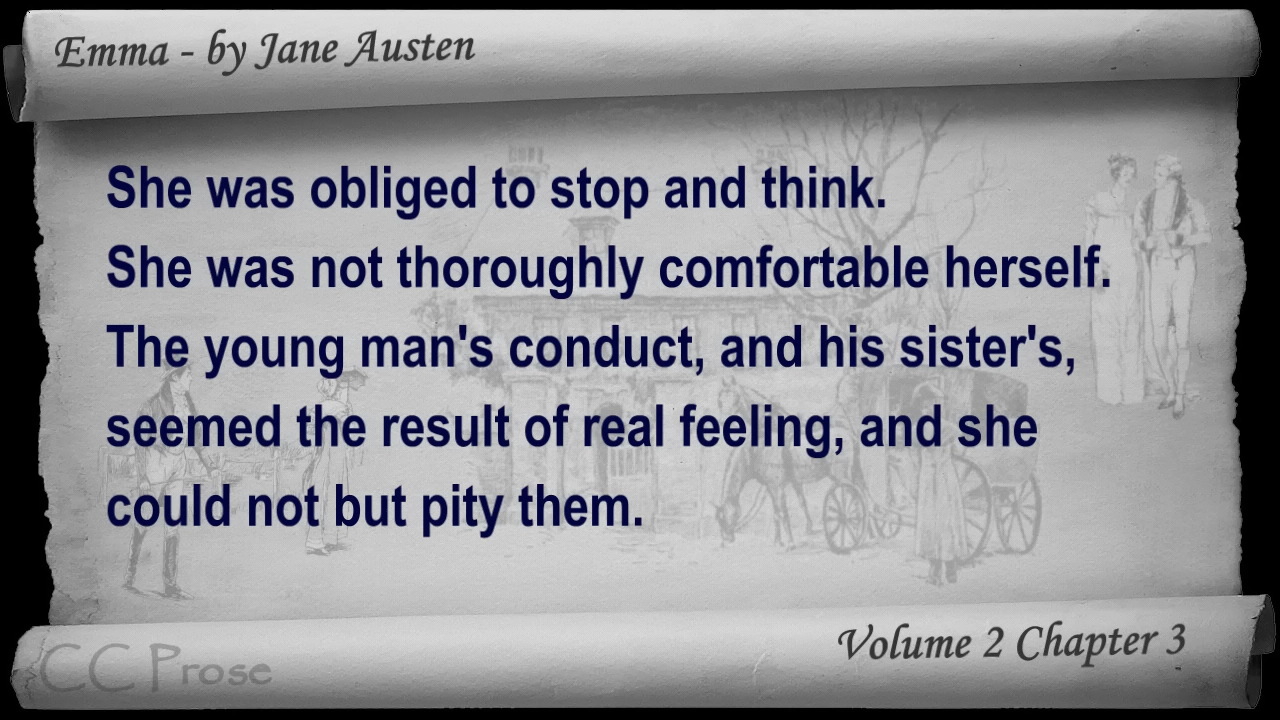 Emma - by Jane Austen
She was obliged to stop and think.
She was not thoroughly comfortable herself.
The young man's conduct, and his sister's,
seemed the result of real feeling, and she
could not but pity them.
Volume 2 Chapter 3
CC Prose